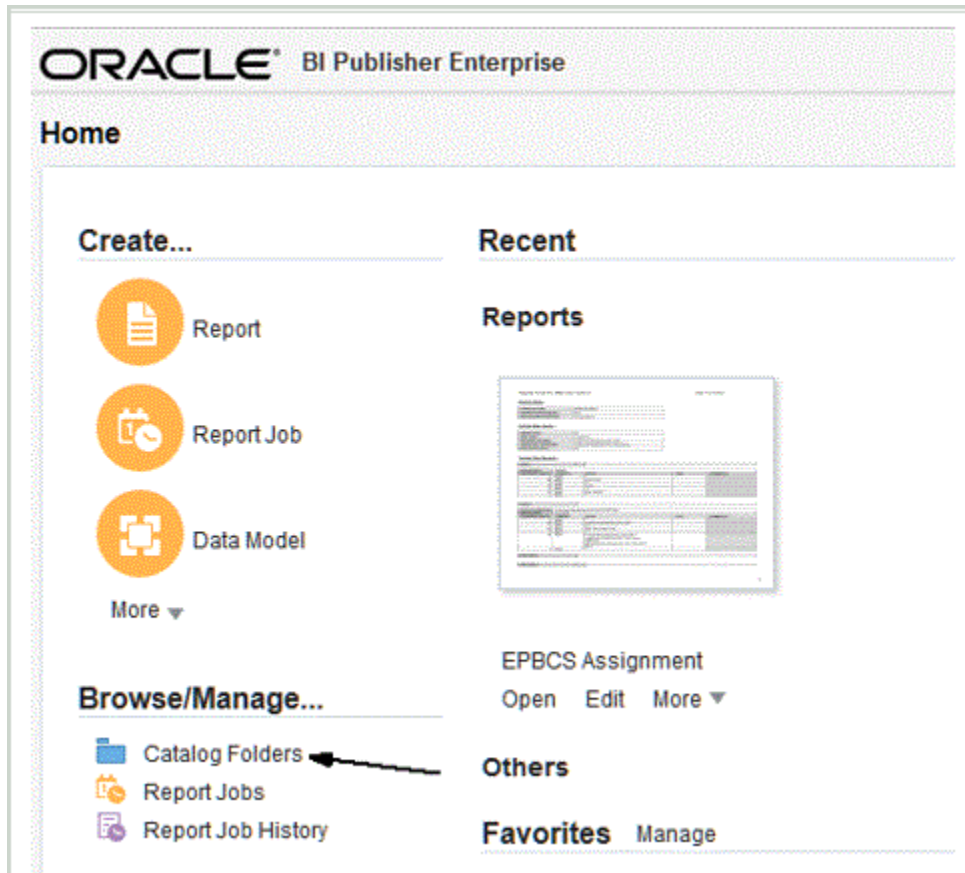 ORACLE BI Publisher Enterprise
Home
Create...
Report
Report Job
Data Model
More
Browse/Manage...
Catalog Folders
Report Jobs
Report Job History
Recent
Reports
EPBCS Assignment
Open Edit More
Others
Favorites Manage